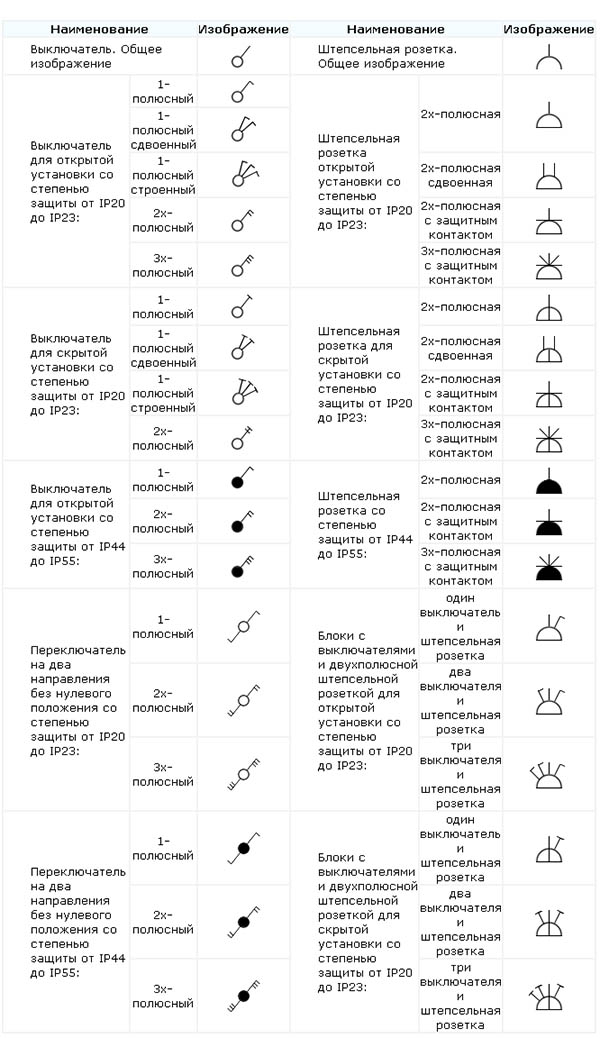 Наименование
Изображение
Наименование
Изображение
Выключатель. Общее
изображение
Штепсельная розетка.
Общее изображение
Выключатель
для открытой
установки со
степенью
защиты от IP20
до IP23:
1-
полюсный
1-
полюсный
сдвоенный
1-
полюсный
строенный
2х-
полюсный
3х-
полюсный
Штепсельная
розетка
открытой
установки со
степенью
защиты от IP20
до IP23:
2х-полюсная
2х-полюсная
сдвоенная
2х-полюсная
с защитным
контактом
3х-полюсная
с защитным
контактом
Выключатель
для скрытой
установки со
степенью
защиты от IP20
до IP23:
1-
полюсный
1-
полюсный
сдвоенный
1-
полюсный
строенный
2х-
полюсный
Штепсельная
розетка для
скрытой
установки со
степенью
защиты от IP20
до IP23:
2х-полюсная
2х-полюсная
сдвоенная
2х-полюсная
с защитным
контактом
3х-полюсная
с защитным
контактом
Выключатель
для открытой
установки со
степенью
защиты от IP44
до IP55:
1-
полюсный
2х-
полюсный
3х-
полюсный
Штепсельная
розетка со
степенью
защиты от IP44
до IP55:
2х-полюсная
2х-полюсная
с защитным
контактом
3х-полюсная
с защитным
контактом
Переключатель
на два
направления
без нулевого
положения со
степенью
защиты от IP20
до IP23:
1-
полюсный
2х-
полюсный
3х-
полюсный
Блоки с
выключателями
и двухполюсной
штепсельной
розеткой для
открытой
установки со
степенью
защиты от IP20
до IP23:
один
выключатель
и
штепсельная
розетка
два
выключателя
и
штепсельная
розетка
три
выключателя
и
штепсельная
розетка
Переключатель
на два
направления
без нулевого
положения со
степенью
защиты от IP44
до IP55:
1-
полюсный
2х-
полюсный
3х-
полюсный
Блоки с
выключателями
и двухполюсной
штепсельной
розеткой для
скрытой
установки со
степенью
защиты от IP20
до IP23:
один
выключатель
и
штепсельная
розетка
два
выключателя
и
штепсельная
розетка
три
выключателя
и
штепсельная
розетка